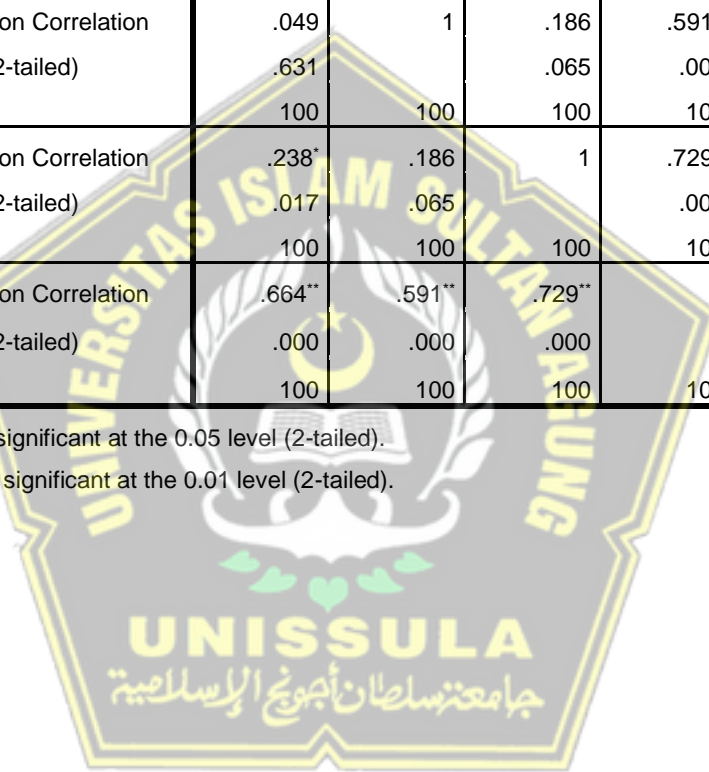 on Correlation .049 1 .186 .591
2-tailed) .631 .065 .00
100 100 100 10
on Correlation .238* .186 1 .729
2-tailed) .017 .065 .00
100 100 100 10
on Correlation .664** .591** .729**
2-tailed) .000 .000 .000
100 100 100 10
significant at the 0.05 level (2-tailed).
significant at the 0.01 level (2-tailed).
UNIVERSITAS ISLAM SULTAN AGUNG
UNISSULA
جامعة سلطان أجونج الإسلامية